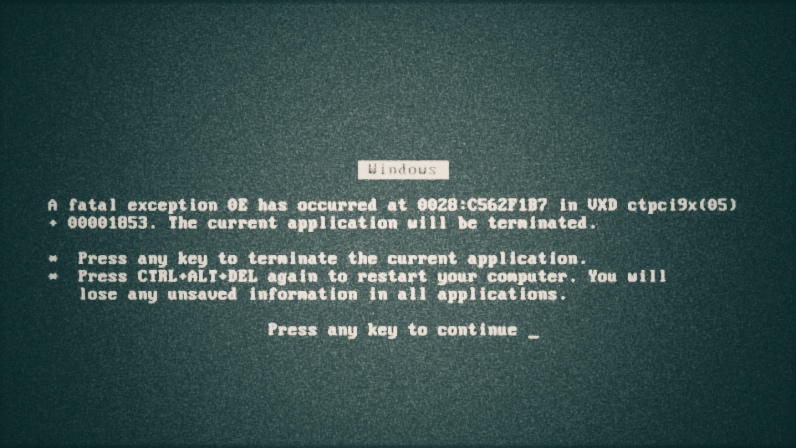 Windows
A fatal exception 0E has occurred at 0028:C562F1B7 in VXD ctpci9x(05)
+ 00001853. The current application will be terminated.
* Press any key to terminate the current application.
* Press CTRL+ALT+DEL again to restart your computer. You will
lose any unsaved information in all applications.
Press any key to continue _